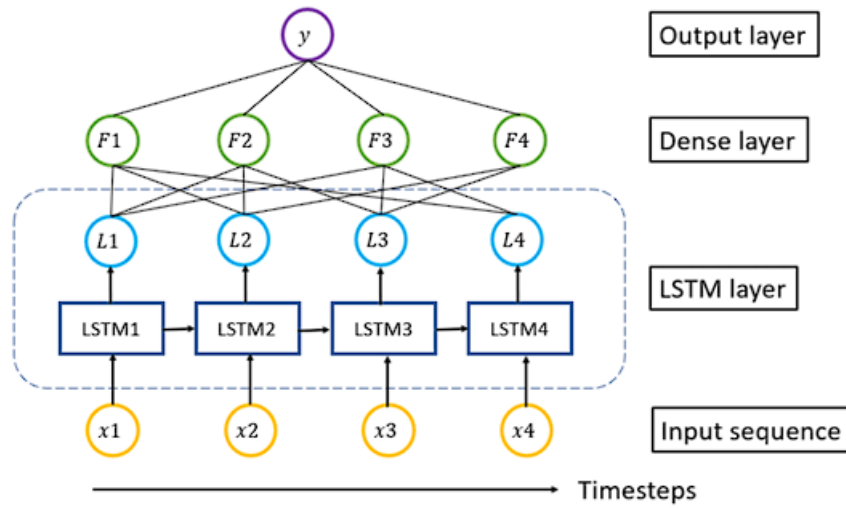 y
Output layer
F1 F2 F3 F4
Dense layer
L1 L2 L3 L4
LSTM layer
LSTM1 LSTM2 LSTM3 LSTM4
x1 x2 x3 x4
Input sequence
Timesteps